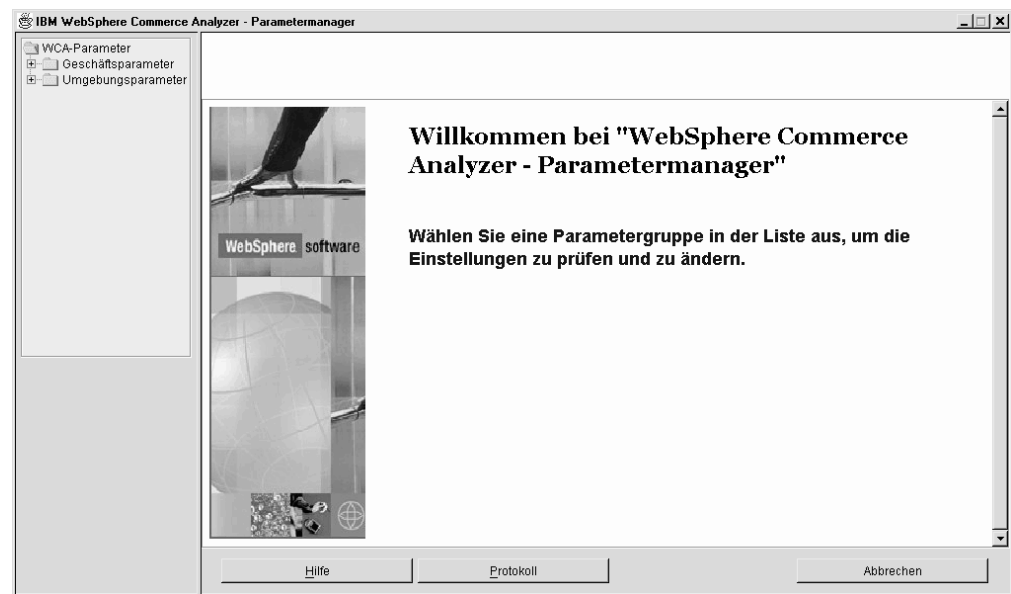 IBM WebSphere Commerce Analyzer - Parametermanager
WCA-Parameter
Geschäftsparameter
Umgebungsparameter
Willkommen bei "WebSphere Commerce
Analyzer - Parametermanager"
Wählen Sie eine Parametergruppe in der Liste aus, um die
Einstellungen zu prüfen und zu ändern.
WebSphere software
Hilfe
Protokoll
Abbrechen